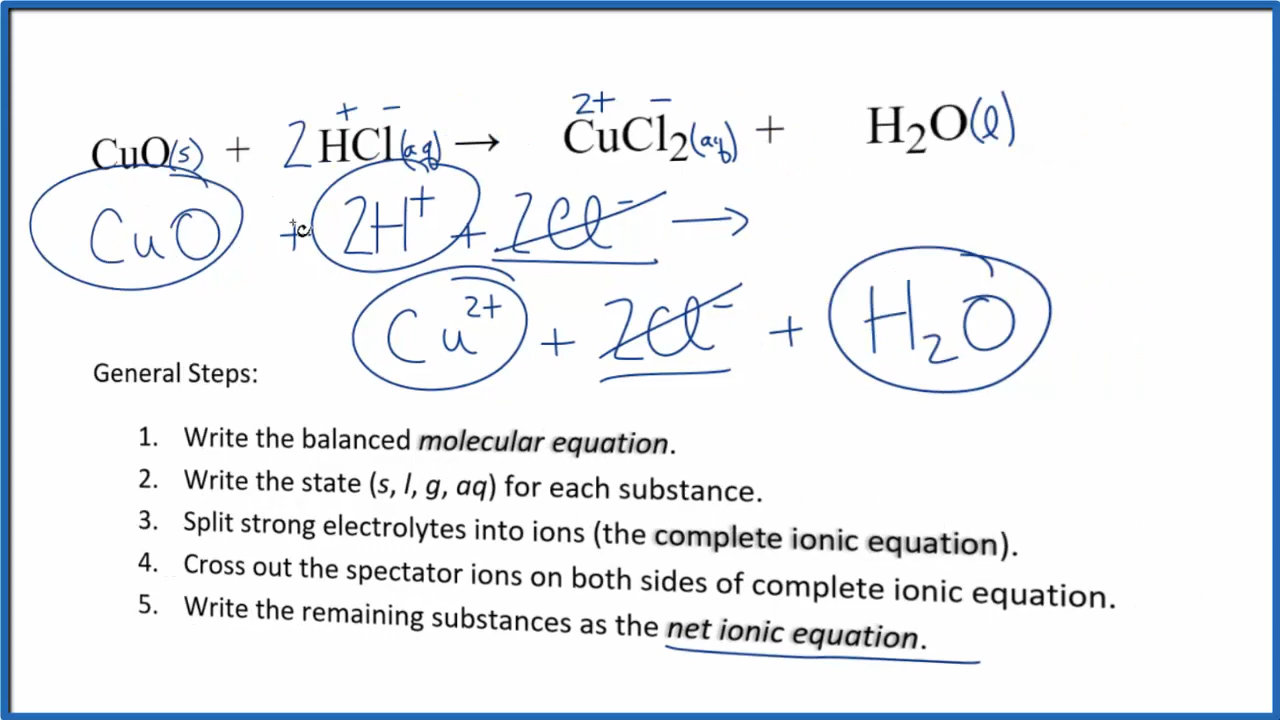 + − 2+ −
CuO(s) + 2HCl(aq) → CuCl₂(aq) + H₂O(l)
CuO + 2H⁺ + 2Cl⁻ →
Cu²⁺ + 2Cl⁻ + H₂O
General Steps:
1. Write the balanced molecular equation.
2. Write the state (s, l, g, aq) for each substance.
3. Split strong electrolytes into ions (the complete ionic equation).
4. Cross out the spectator ions on both sides of complete ionic equation.
5. Write the remaining substances as the net ionic equation.